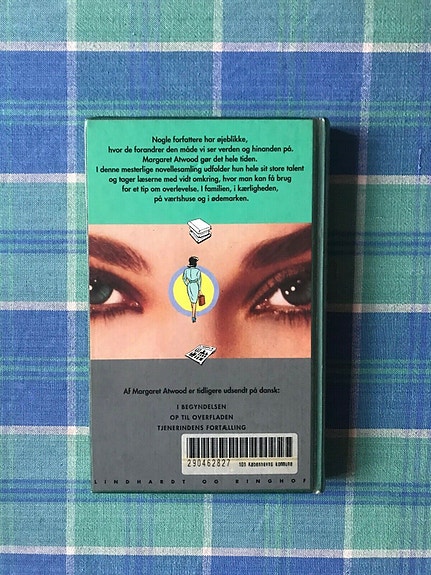 Nogle forfattere har øjeblikke,
hvor de forandrer den måde vi ser verden og hinanden på.
Margaret Atwood gør det hele tiden.
I denne mesterlige novellesamling udfolder hun hele sit store talent
og tager læserne med vidt omkring, hvor man kan få brug
for et tip om overlevelse. I familien, i kærligheden,
på værtshuse og i ødemarken.
Af Margaret Atwood er tidligere udsendt på dansk:
I BEGYNDELSEN
OP TIL OVERFLADEN
TJENERINDENS FORTÆLLING
290462827 101 Københavns kommune
LINDHARDT OG RINGHOF